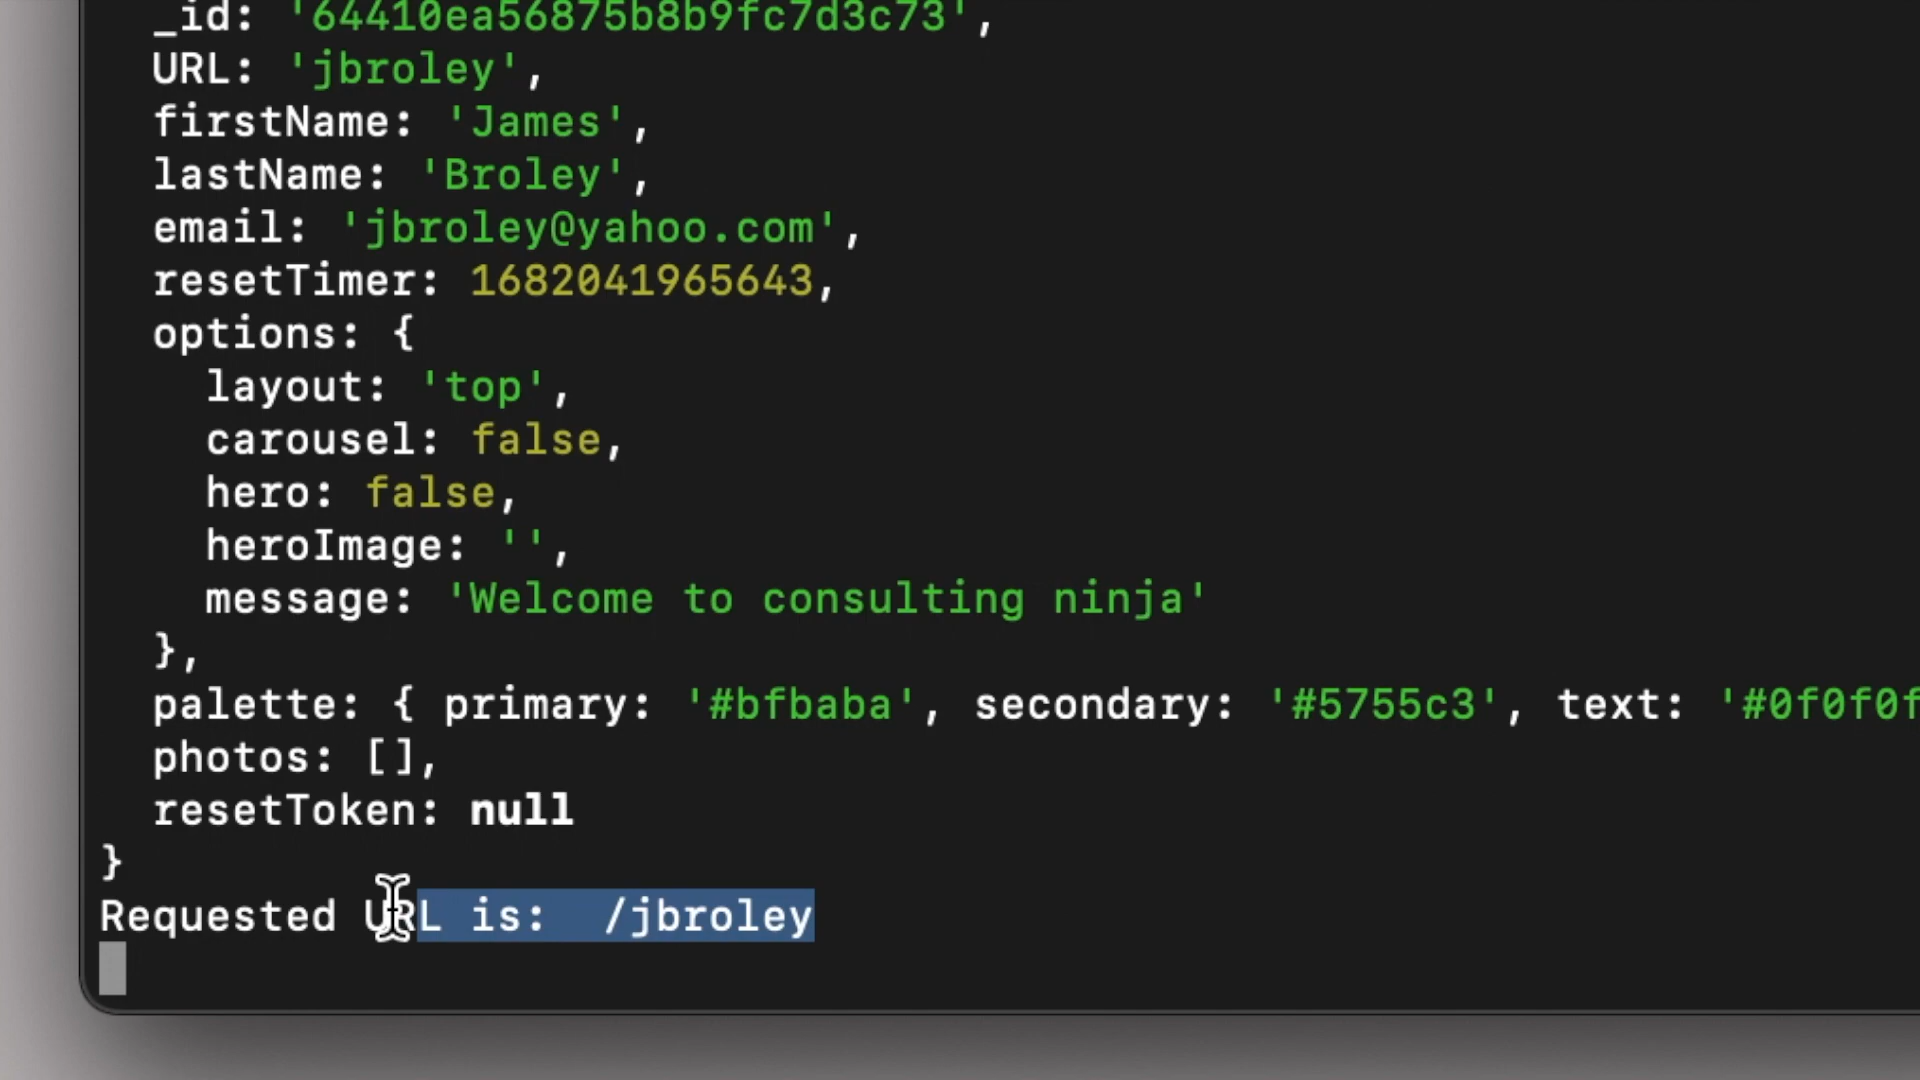 _id: '64410ea56875b8b9fc7d3c73',
URL: 'jbroley',
firstName: 'James',
lastName: 'Broley',
email: 'jbroley@yahoo.com',
resetTimer: 1682041965643,
options: {
layout: 'top',
carousel: false,
hero: false,
heroImage: '',
message: 'Welcome to consulting ninja'
},
palette: { primary: '#bfbaba', secondary: '#5755c3', text: '#0f0f0f
photos: [],
resetToken: null
}
Requested URL is:  /jbroley